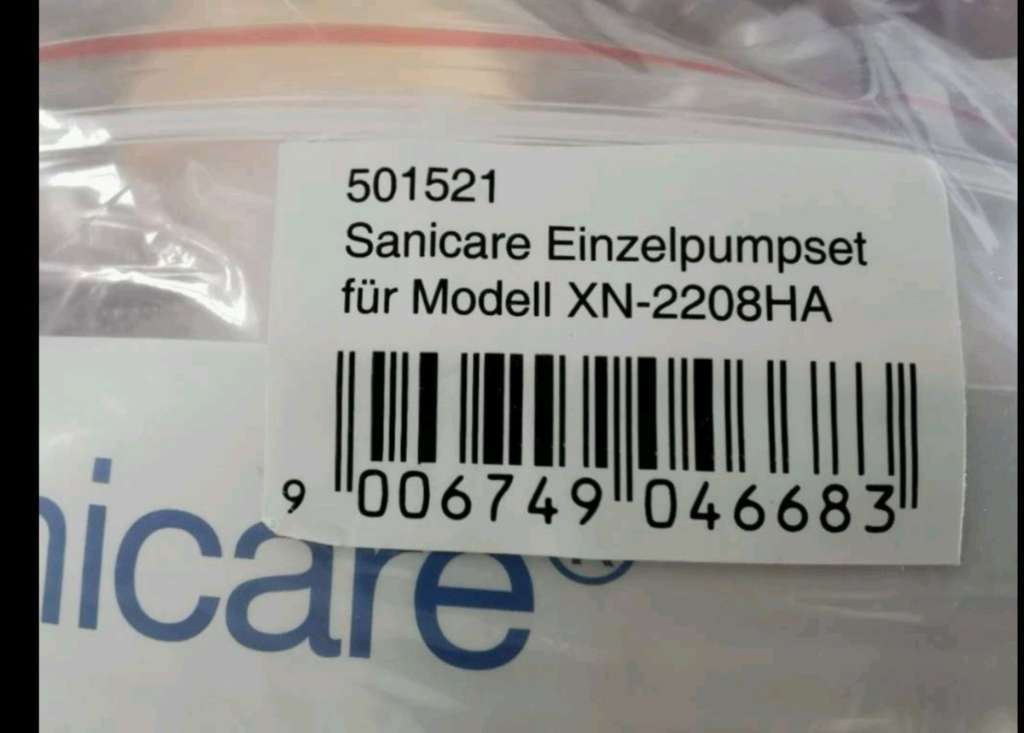 501521
Sanicare Einzelpumpset
für Modell XN-2208HA
9 006749 046683
nicare®